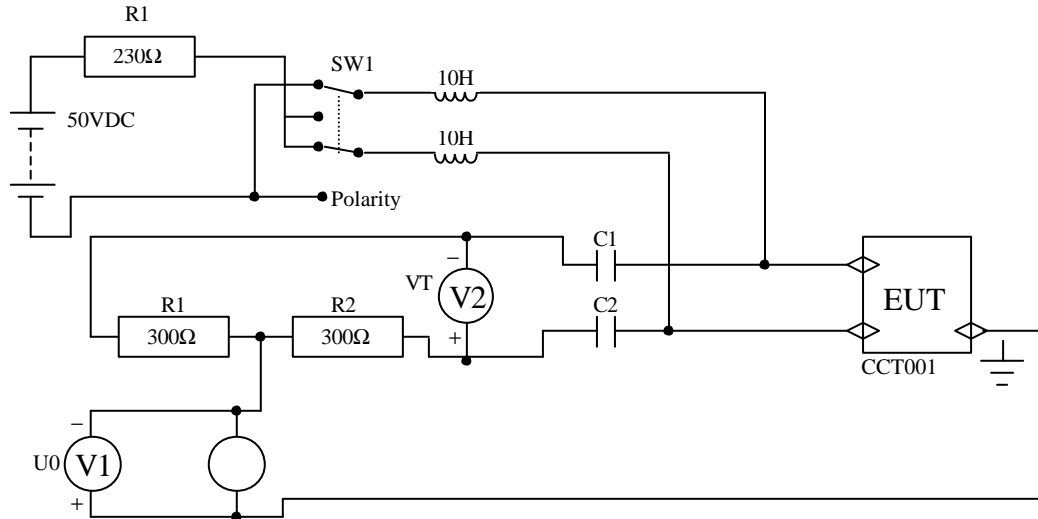 R1
230Ω
SW1
10H
50VDC
10H
Polarity
C1
− 
VT
V2
EUT
R1
R2
C2
300Ω
300Ω
+
CCT001
−
U0
V1
+